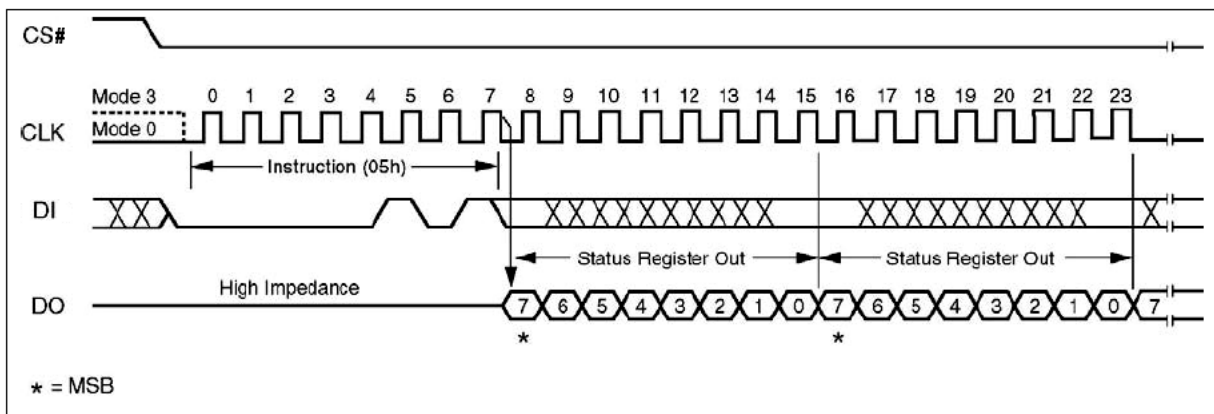 CS#
Mode 3
0 1 2 3 4 5 6 7 8 9 10 11 12 13 14 15 16 17 18 19 20 21 22 23
CLK
Mode 0
Instruction (05h)
DI
Status Register Out
Status Register Out
High Impedance
DO
7 6 5 4 3 2 1 0 7 6 5 4 3 2 1 0 7
* *
* = MSB